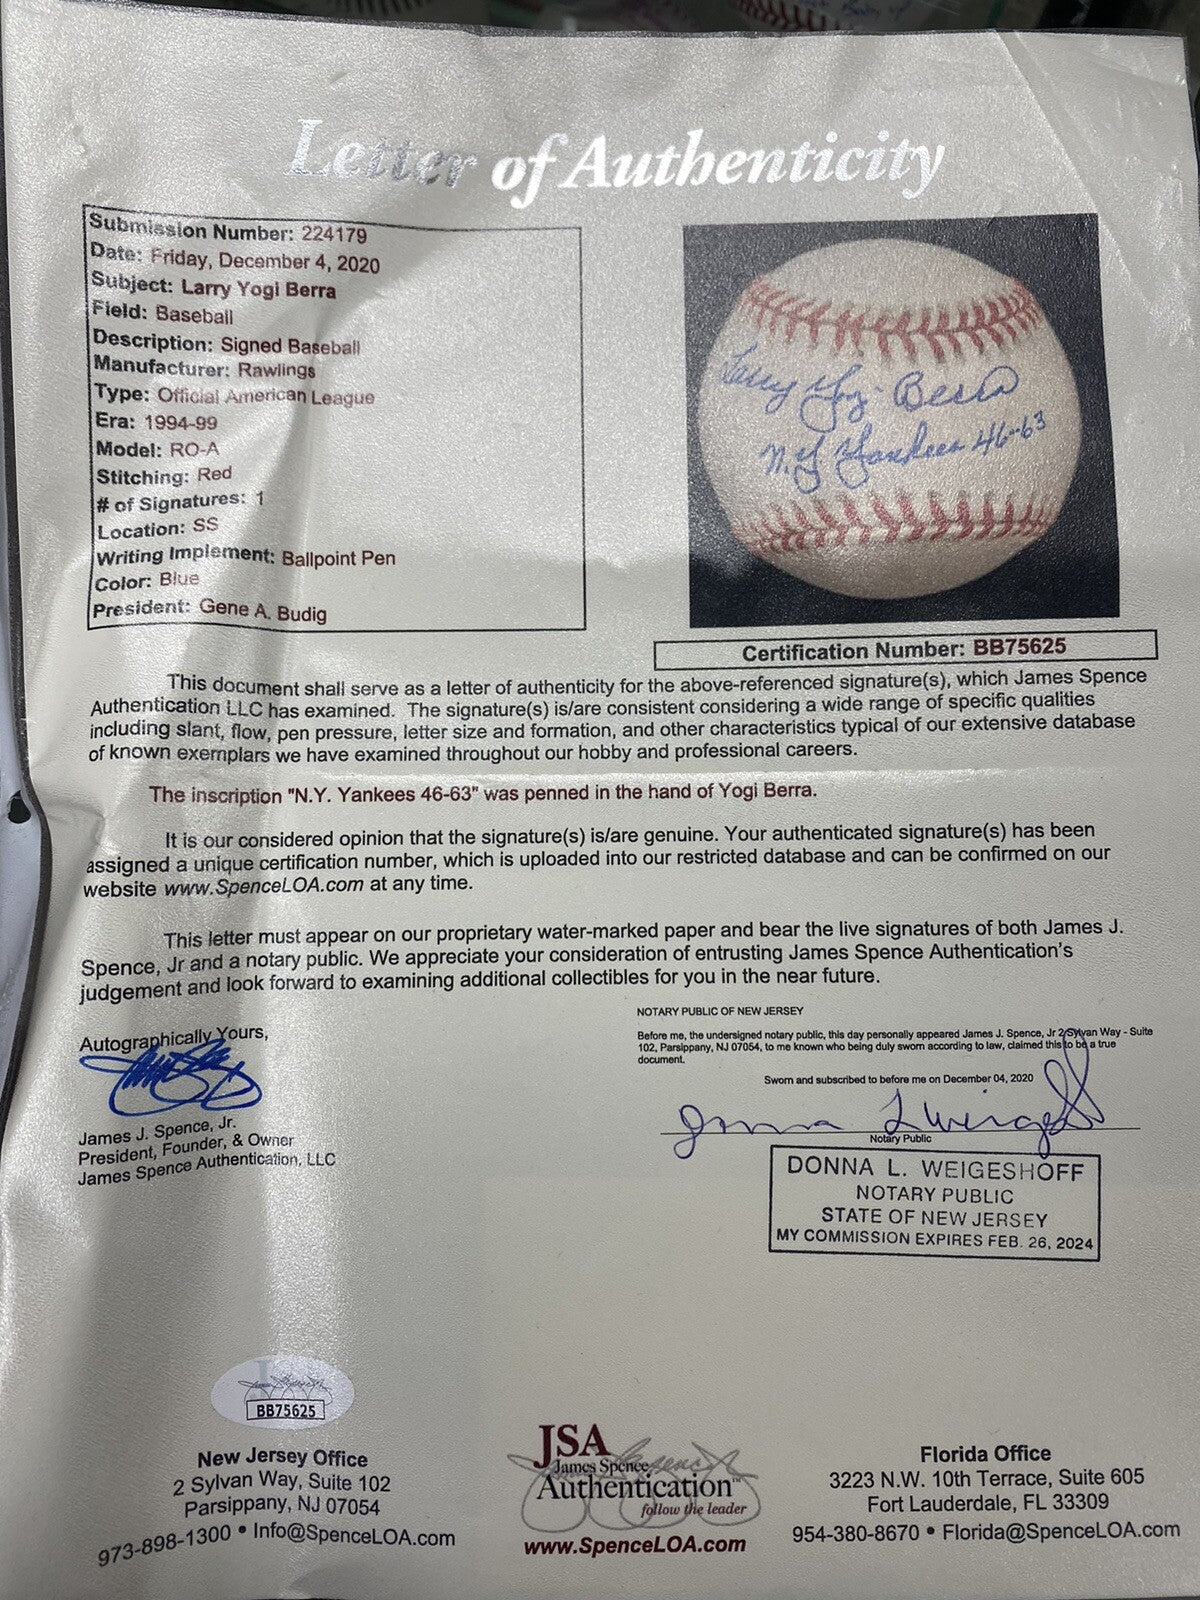 Letter of Authenticity
Submission Number: 224179
Date: Friday, December 4, 2020
Subject: Larry Yogi Berra
Field: Baseball
Description: Signed Baseball
Manufacturer: Rawlings
Type: Official American League
Era: 1994-99
Model: RO-A
Stitching: Red
# of Signatures: 1
Location: SS
Writing Implement: Ballpoint Pen
Color: Blue
President: Gene A. Budig
Larry Yogi Berra
N.Y Yankees 46-63
Certification Number: BB75625
This document shall serve as a letter of authenticity for the above-referenced signature(s), which James Spence
Authentication LLC has examined. The signature(s) is/are consistent considering a wide range of specific qualities
including slant, flow, pen pressure, letter size and formation, and other characteristics typical of our extensive database
of known exemplars we have examined throughout our hobby and professional careers.
The inscription "N.Y. Yankees 46-63" was penned in the hand of Yogi Berra.
It is our considered opinion that the signature(s) is/are genuine. Your authenticated signature(s) has been
assigned a unique certification number, which is uploaded into our restricted database and can be confirmed on our
website www.SpenceLOA.com at any time.
This letter must appear on our proprietary water-marked paper and bear the live signatures of both James J.
Spence, Jr and a notary public. We appreciate your consideration of entrusting James Spence Authentication's
judgement and look forward to examining additional collectibles for you in the near future.
Autographically Yours,
James J. Spence, Jr.
President, Founder, & Owner
James Spence Authentication, LLC
NOTARY PUBLIC OF NEW JERSEY
Before me, the undersigned notary public, this day personally appeared James J. Spence, Jr 2 Sylvan Way - Suite
102, Parsippany, NJ 07054, to me known who being duly sworn according to law, claimed this to be a true
document.
Sworn and subscribed to before me on December 04, 2020
Notary Public
DONNA L. WEIGESHOFF
NOTARY PUBLIC
STATE OF NEW JERSEY
MY COMMISSION EXPIRES FEB. 26, 2024
BB75625
New Jersey Office
2 Sylvan Way, Suite 102
Parsippany, NJ 07054
973-898-1300 • Info@SpenceLOA.com
JSA
James Spence
Authentication™
follow the leader
www.SpenceLOA.com
Florida Office
3223 N.W. 10th Terrace, Suite 605
Fort Lauderdale, FL 33309
954-380-8670 • Florida@SpenceLOA.com